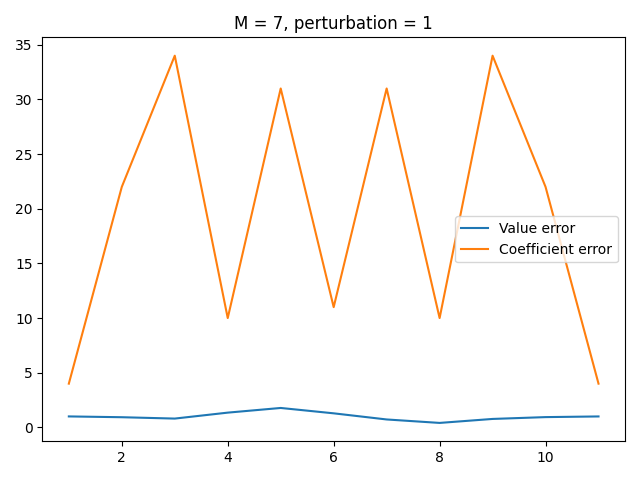 M = 7, perturbation = 1
35
30
25
20
15
10
5
0
Value error
Coefficient error
2 4 6 8 10